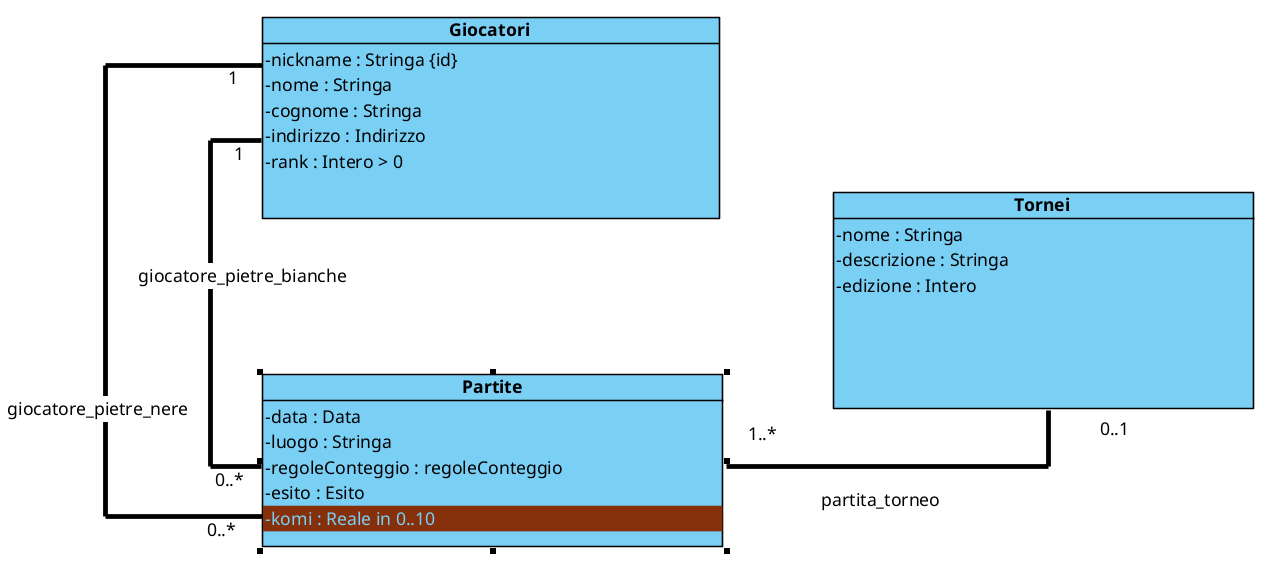 Giocatori
-nickname : Stringa {id}
-nome : Stringa
-cognome : Stringa
-indirizzo : Indirizzo
-rank : Intero > 0
1
1
Tornei
-nome : Stringa
-descrizione : Stringa
-edizione : Intero
giocatore_pietre_bianche
giocatore_pietre_nere
Partite
-data : Data
-luogo : Stringa
-regoleConteggio : regoleConteggio
-esito : Esito
-komi : Reale in 0..10
0..*
0..*
1..*
0..1
partita_torneo